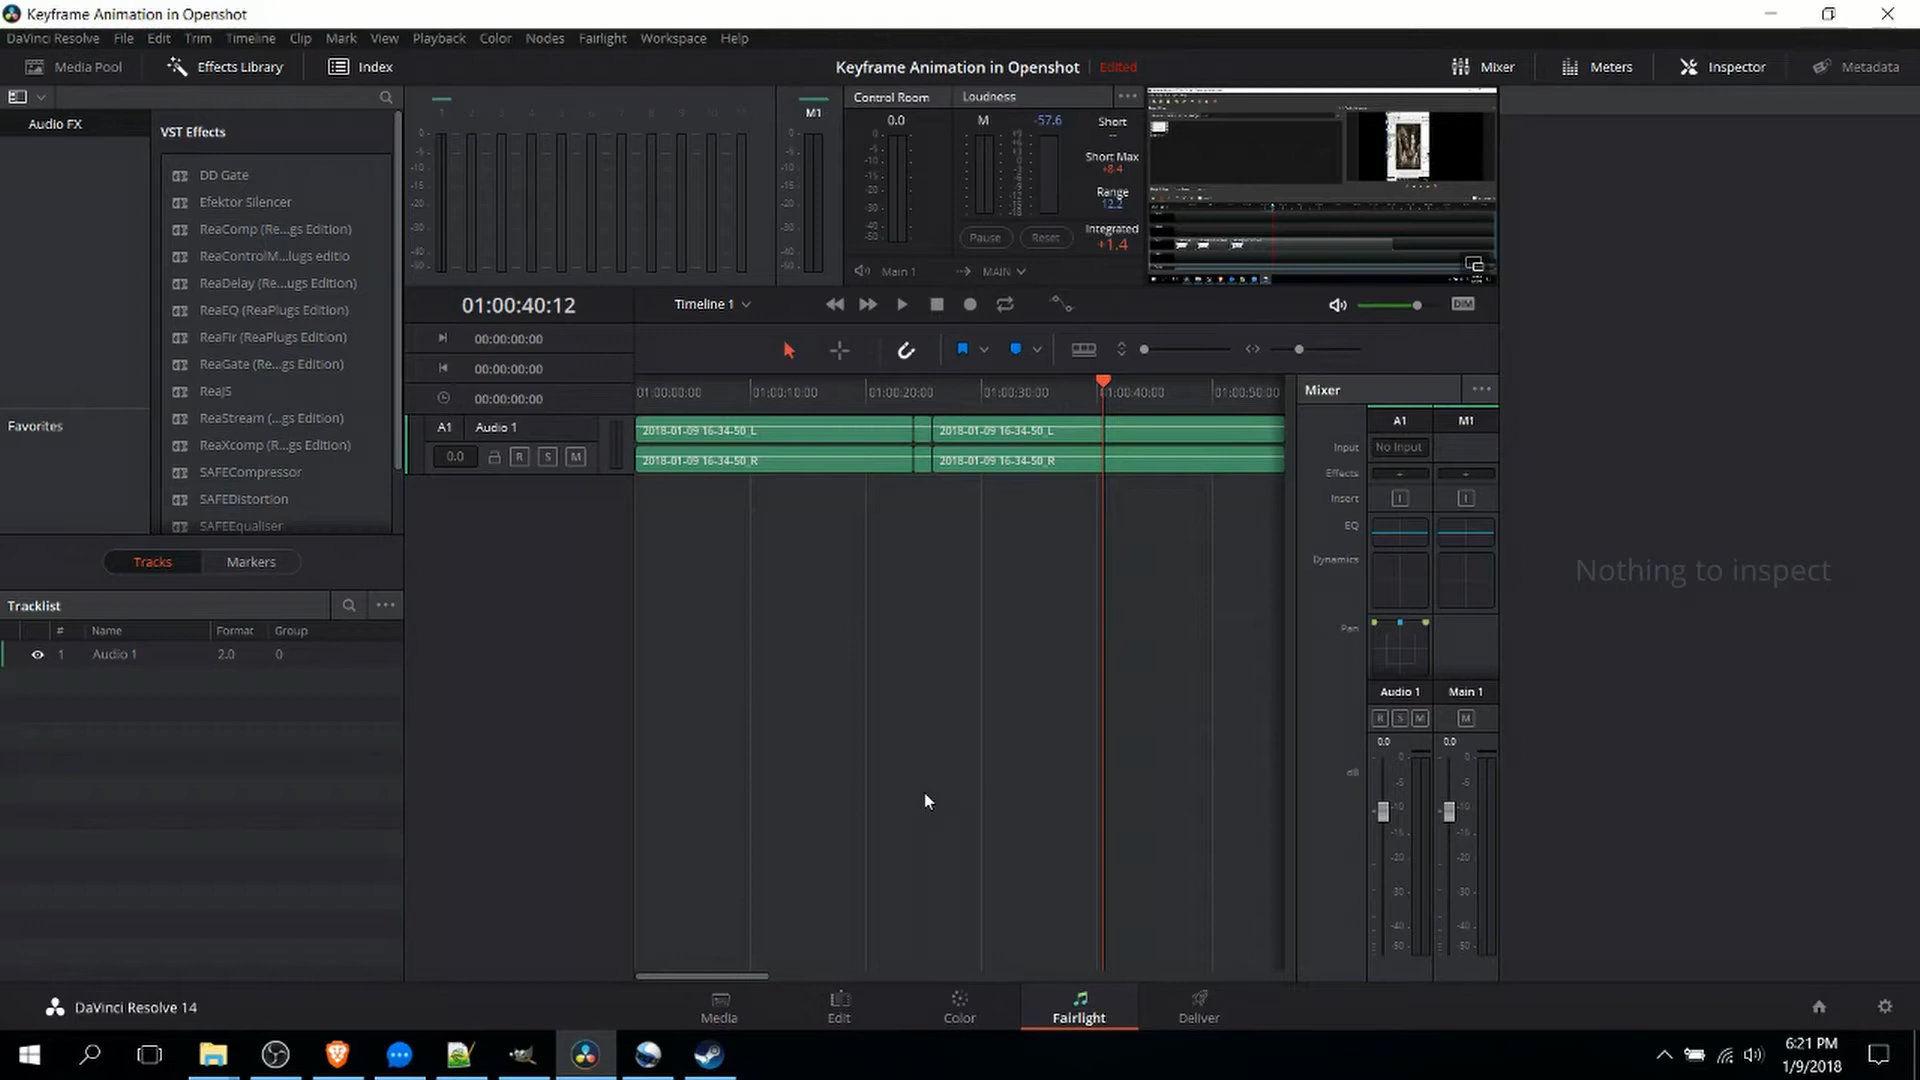 Keyframe Animation in Openshot
DaVinci Resolve File Edit Trim Timeline Clip Mark View Playback Color Nodes Fairlight Workspace Help
Media Pool Effects Library Index
Keyframe Animation in Openshot Edited
Mixer Meters Inspector Metadata
Audio FX
Favorites
VST Effects
DD Gate
Efektor Silencer
ReaComp (Re...gs Edition)
ReaControlM...lugs editio
ReaDelay (Re...ugs Edition)
ReaEQ (ReaPlugs Edition)
ReaFir (ReaPlugs Edition)
ReaGate (Re...gs Edition)
ReaJS
ReaStream (...gs Edition)
ReaXcomp (R...gs Edition)
SAFECompressor
SAFEDistortion
SAFEEqualiser
Tracks Markers
Tracklist
# Name Format Group
1 Audio 1 2.0 0
M1
Control Room
0.0
Loudness
M -57.6
Short
--
Short Max
+8.4
Range
12.2
Integrated
+1.4
Pause Reset
Main 1 MAIN
01:00:40:12
Timeline 1
DIM
00:00:00:00
00:00:00:00
00:00:00:00
01:00:00:00 01:00:10:00 01:00:20:00 01:00:30:00 01:00:40:00 01:00:50:00
A1 Audio 1
0.0 R S M
2018-01-09 16-34-50_L 2018-01-09 16-34-50_L
2018-01-09 16-34-50_R 2018-01-09 16-34-50_R
Mixer
A1 M1
Input No Input
Effects
Insert
EQ
Dynamics
Pan
Audio 1 Main 1
R S M M
0.0 0.0
dB
Nothing to inspect
DaVinci Resolve 14
Media Edit Color Fairlight Deliver
6:21 PM
1/9/2018